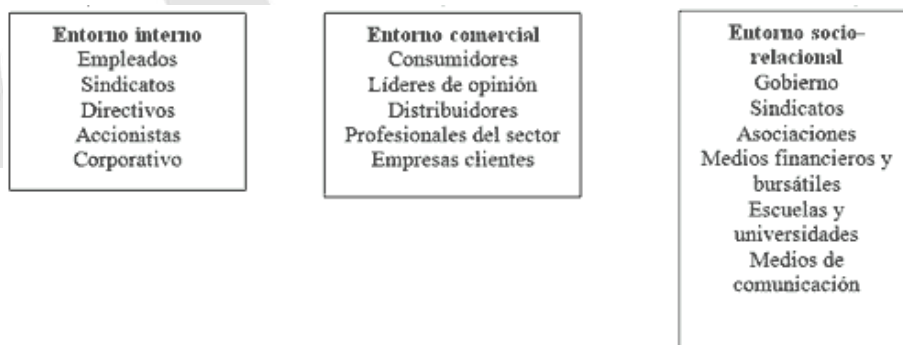 Entorno interno
Empleados
Sindicatos
Directivos
Accionistas
Corporativo
Entorno comercial
Consumidores
Líderes de opinión
Distribuidores
Profesionales del sector
Empresas clientes
Entorno socio–
relacional
Gobierno
Sindicatos
Asociaciones
Medios financieros y
bursátiles
Escuelas y
universidades
Medios de
comunicación